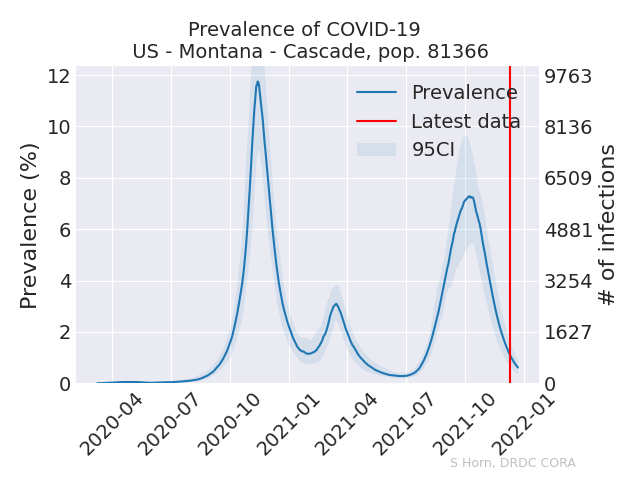 Prevalence of COVID-19
US - Montana - Cascade, pop. 81366
Prevalence
Latest data
95CI
Prevalence (%)
12
10
8
6
4
2
0
9763
8136
6509
4881
3254
1627
0
# of infections
2020-04
2020-07
2020-10
2021-01
2021-04
2021-07
2021-10
2022-01
S Horn, DRDC CORA